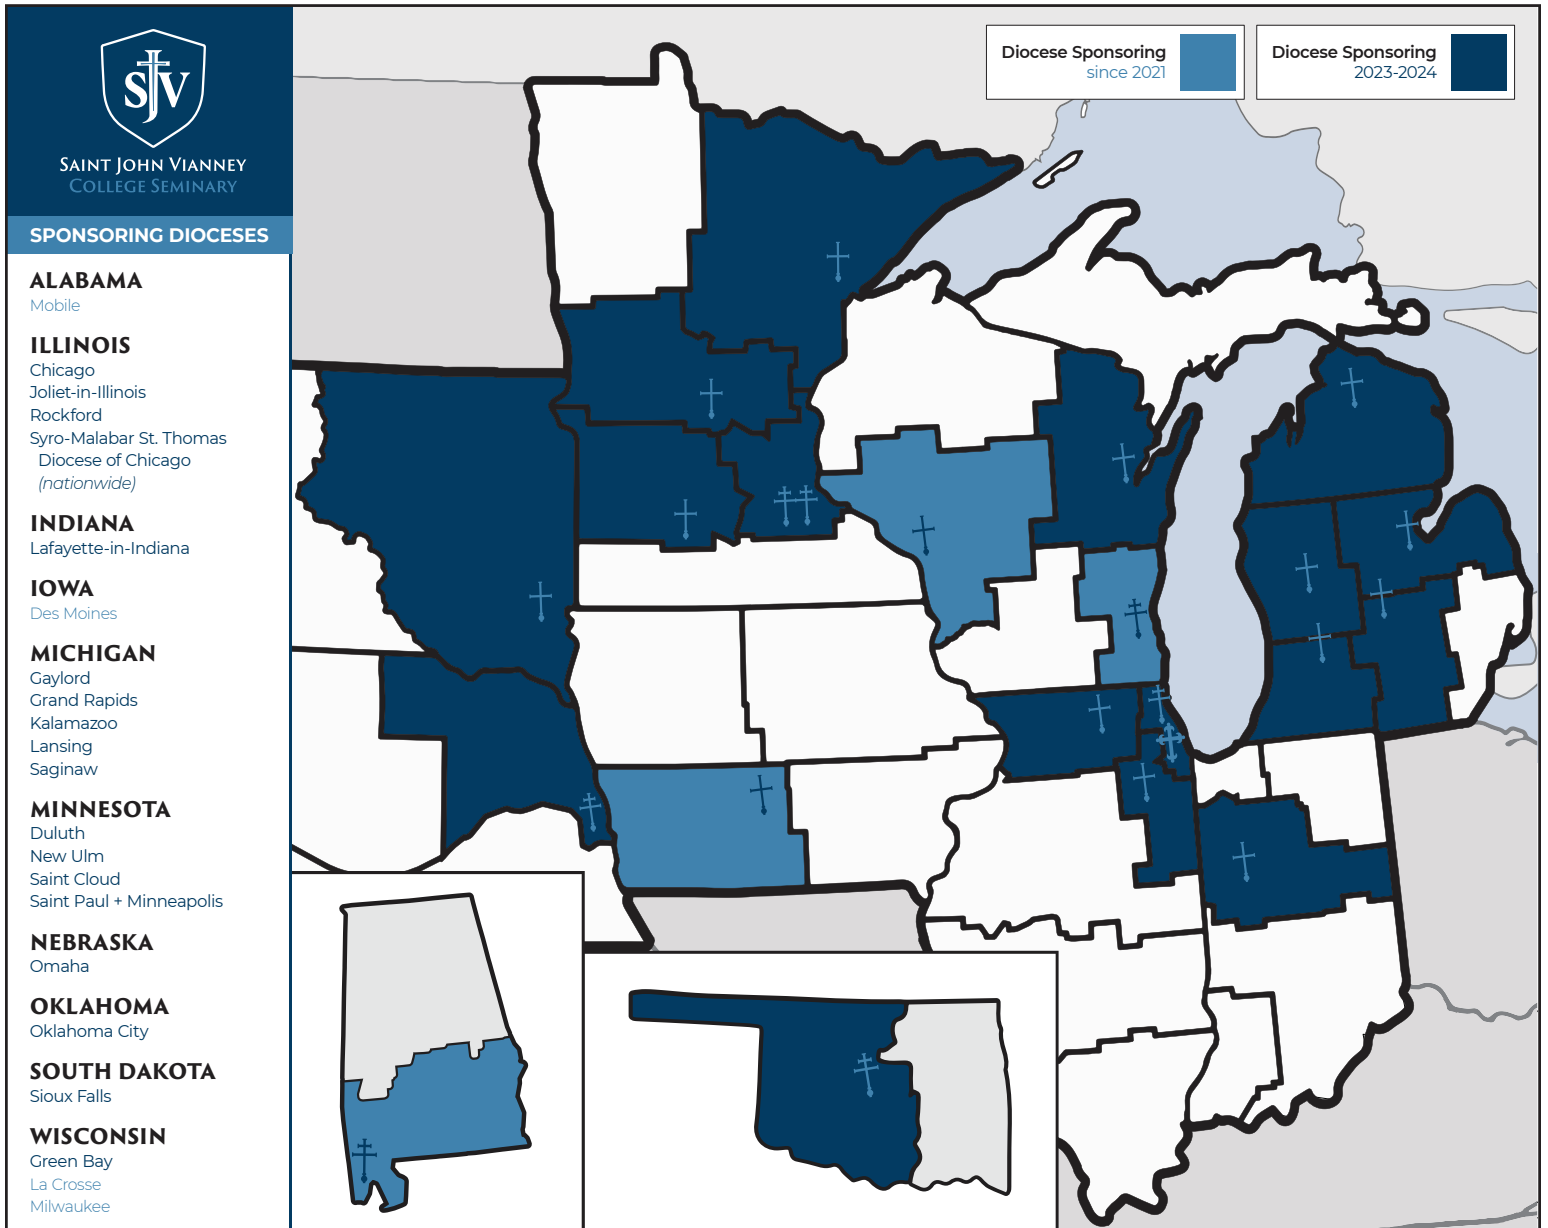 SJV
SAINT JOHN VIANNEY
COLLEGE SEMINARY
SPONSORING DIOCESES
ALABAMA
Mobile
ILLINOIS
Chicago
Joliet-in-Illinois
Rockford
Syro-Malabar St. Thomas
Diocese of Chicago
(nationwide)
INDIANA
Lafayette-in-Indiana
IOWA
Des Moines
MICHIGAN
Gaylord
Grand Rapids
Kalamazoo
Lansing
Saginaw
MINNESOTA
Duluth
New Ulm
Saint Cloud
Saint Paul + Minneapolis
NEBRASKA
Omaha
OKLAHOMA
Oklahoma City
SOUTH DAKOTA
Sioux Falls
WISCONSIN
Green Bay
La Crosse
Milwaukee
Diocese Sponsoring
since 2021
Diocese Sponsoring
2023-2024